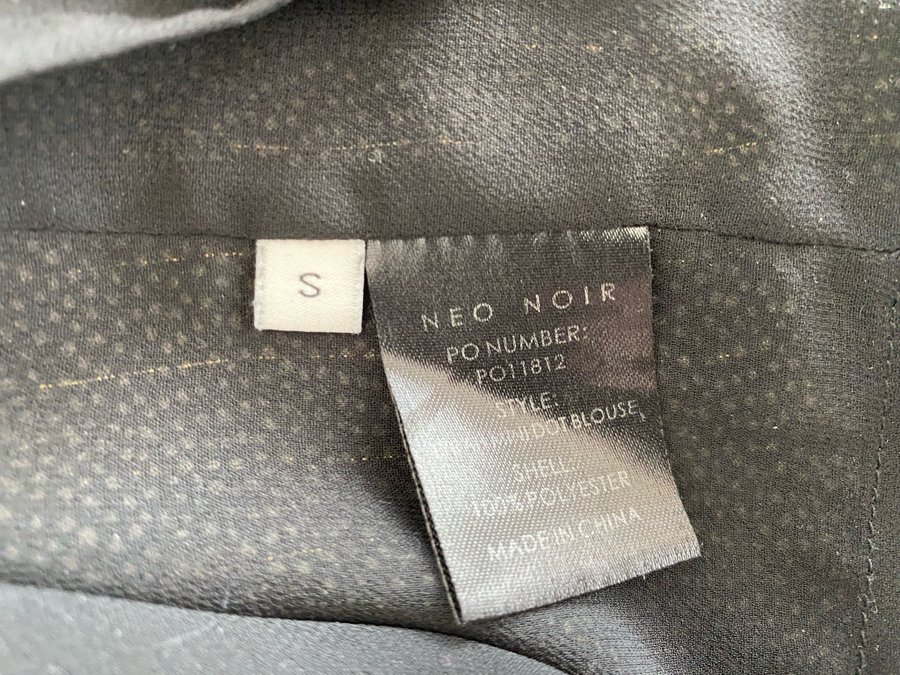 S
NEO NOIR
PO NUMBER:
PO11812
STYLE:
MINI DOT BLOUSE
SHELL
100% POLYESTER
MADE IN CHINA